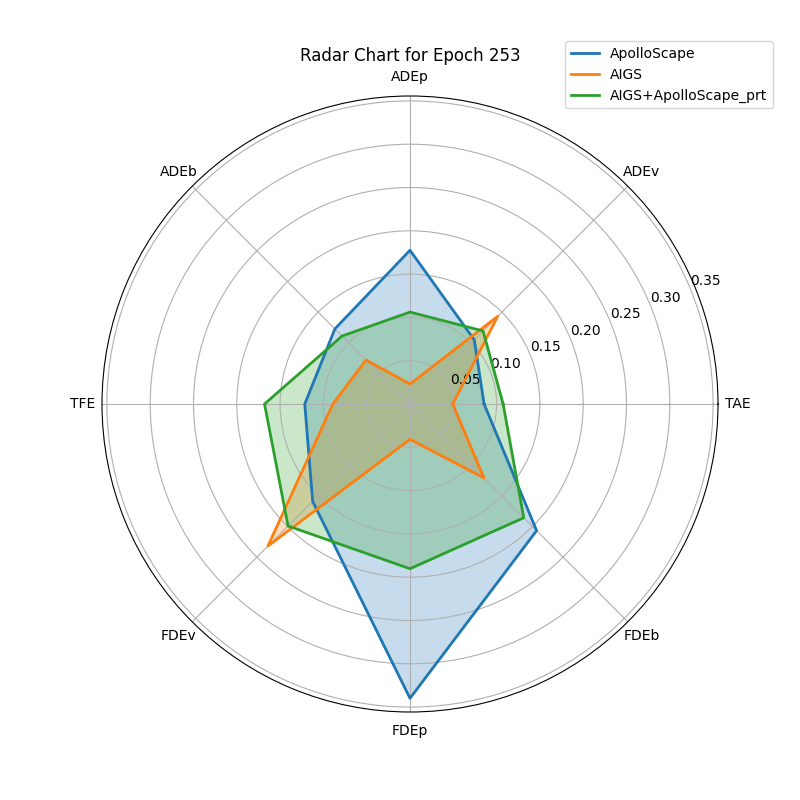 Radar Chart for Epoch 253
ApolloScape
AIGS
AIGS+ApolloScape_prt
ADEp
ADEb
ADEv
0.35
0.30
0.25
0.20
0.15
0.10
0.05
TFE
TAE
FDEv
FDEb
FDEp